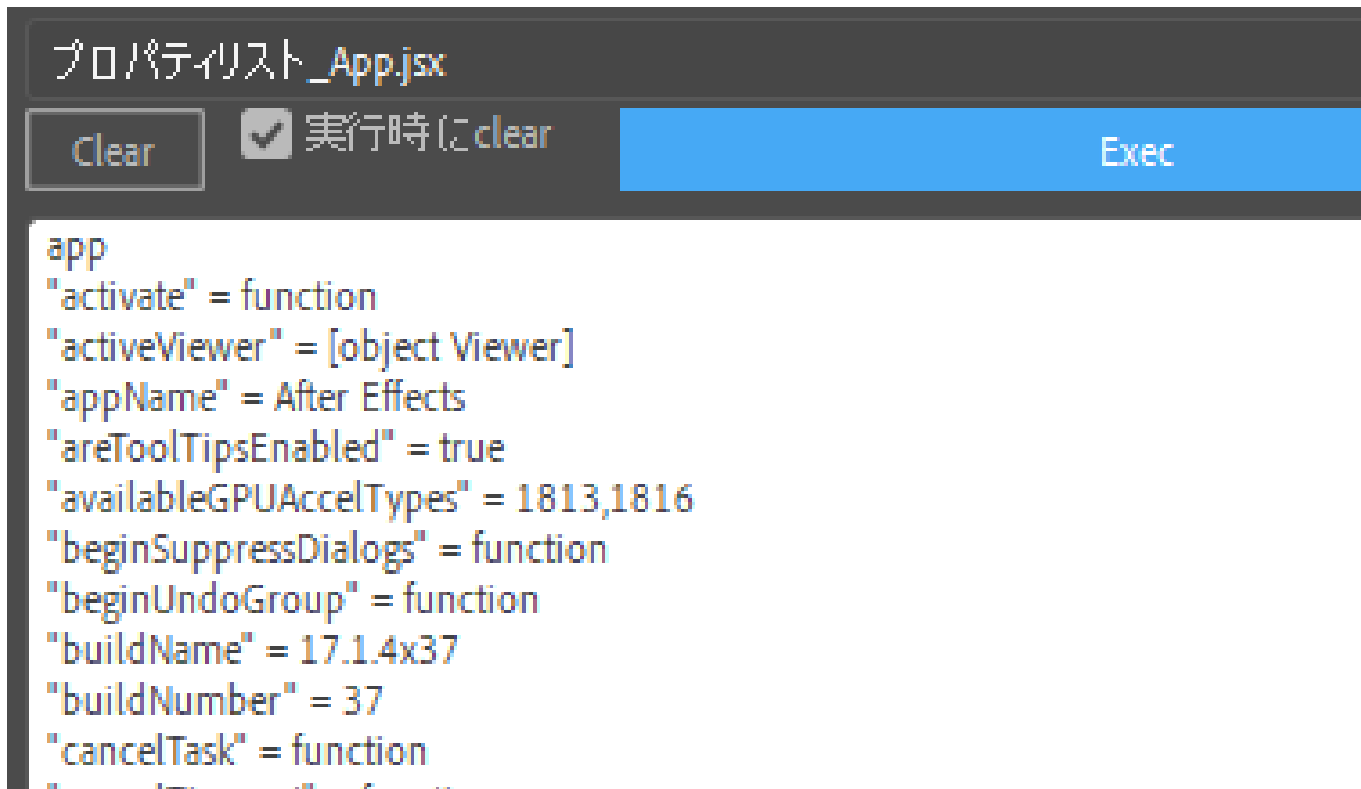 プロパティリスト_App.jsx
Clear
実行時にclear
Exec
app
"activate" = function
"activeViewer" = [object Viewer]
"appName" = After Effects
"areToolTipsEnabled" = true
"availableGPUAccelTypes" = 1813,1816
"beginSuppressDialogs" = function
"beginUndoGroup" = function
"buildName" = 17.1.4x37
"buildNumber" = 37
"cancelTask" = function